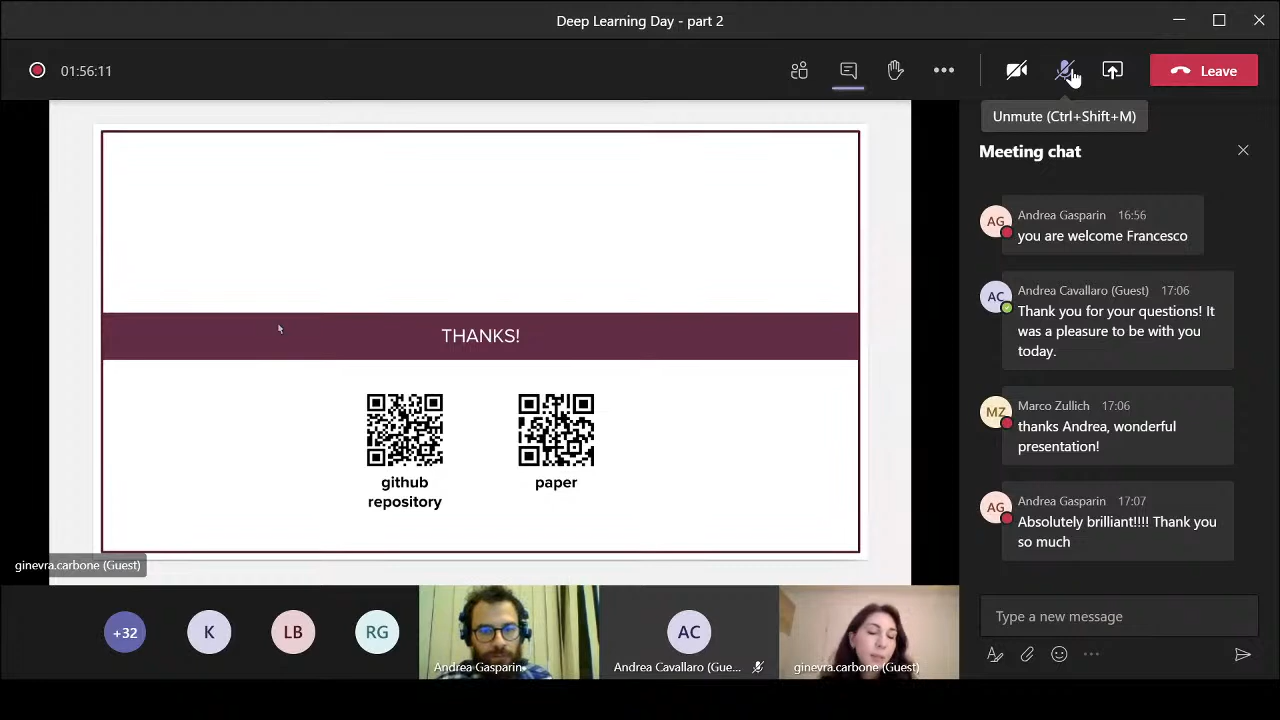 Deep Learning Day - part 2
01:56:11
Leave
Unmute (Ctrl+Shift+M)
Meeting chat
AG
Andrea Gasparin 16:56
you are welcome Francesco
AC
Andrea Cavallaro (Guest) 17:06
Thank you for your questions! It
was a pleasure to be with you
today.
MZ
Marco Zullich 17:06
thanks Andrea, wonderful
presentation!
AG
Andrea Gasparin 17:07
Absolutely brilliant!!!! Thank you
so much
Type a new message
THANKS!
github
repository
paper
ginevra.carbone (Guest)
+32
K
LB
RG
Andrea Gasparin
AC
Andrea Cavallaro (Gue...
ginevra.carbone (Guest)